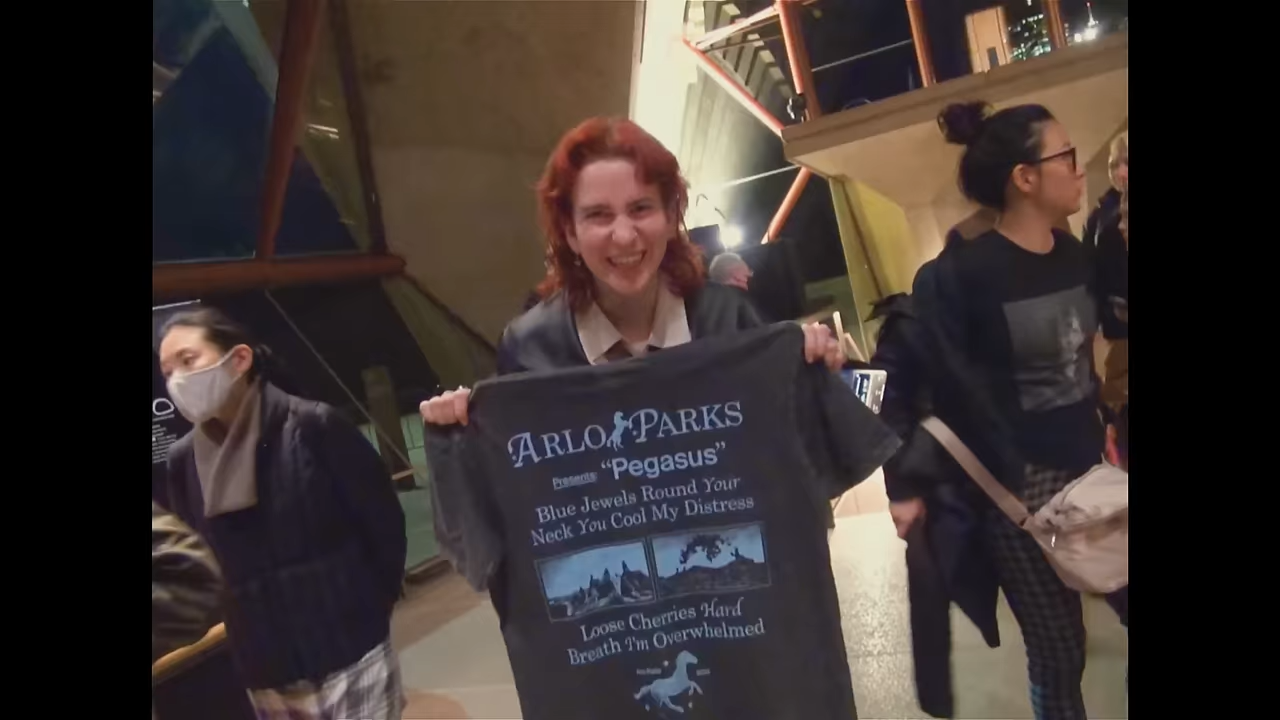 ARLO PARKS
Presents: "Pegasus"
Blue Jewels Round Your
Neck You Cool My Distress
Loose Cherries Hard
Breath I'm Overwhelmed